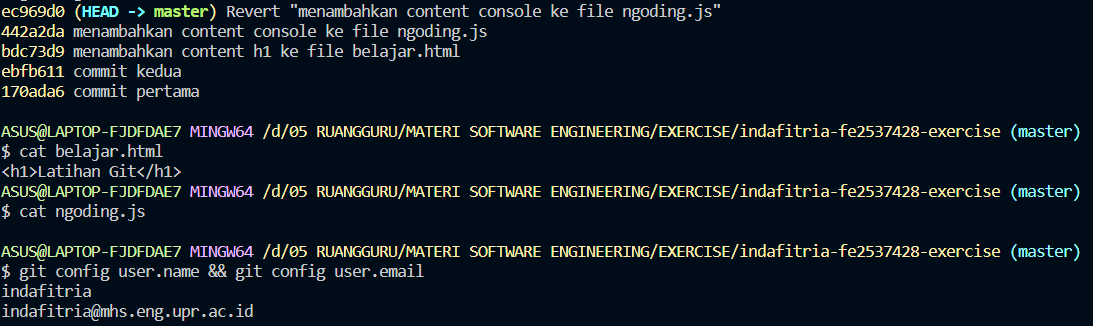 ec969d0 (HEAD -> master) Revert "menambahkan content console ke file ngoding.js"
442a2da menambahkan content console ke file ngoding.js
bdc73d9 menambahkan content h1 ke file belajar.html
ebfb611 commit kedua
170ada6 commit pertama
ASUS@LAPTOP-FJDFDAE7 MINGW64 /d/05 RUANGGURU/MATERI SOFTWARE ENGINEERING/EXERCISE/indafitria-fe2537428-exercise (master)
$ cat belajar.html
<h1>Latihan Git</h1>
ASUS@LAPTOP-FJDFDAE7 MINGW64 /d/05 RUANGGURU/MATERI SOFTWARE ENGINEERING/EXERCISE/indafitria-fe2537428-exercise (master)
$ cat ngoding.js
ASUS@LAPTOP-FJDFDAE7 MINGW64 /d/05 RUANGGURU/MATERI SOFTWARE ENGINEERING/EXERCISE/indafitria-fe2537428-exercise (master)
$ git config user.name && git config user.email
indafitria
indafitria@mhs.eng.upr.ac.id